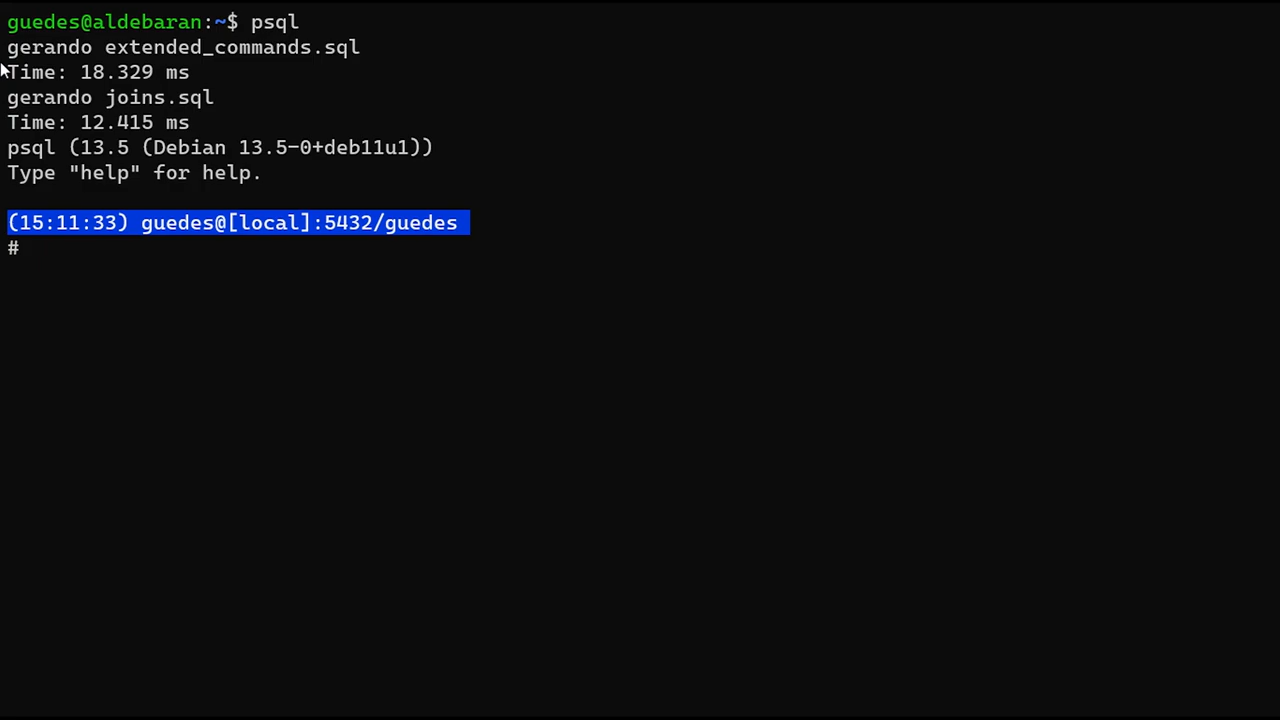 guedes@aldebaran:~$ psql
gerando extended_commands.sql
Time: 18.329 ms
gerando joins.sql
Time: 12.415 ms
psql (13.5 (Debian 13.5-0+deb11u1))
Type "help" for help.
(15:11:33) guedes@[local]:5432/guedes
#